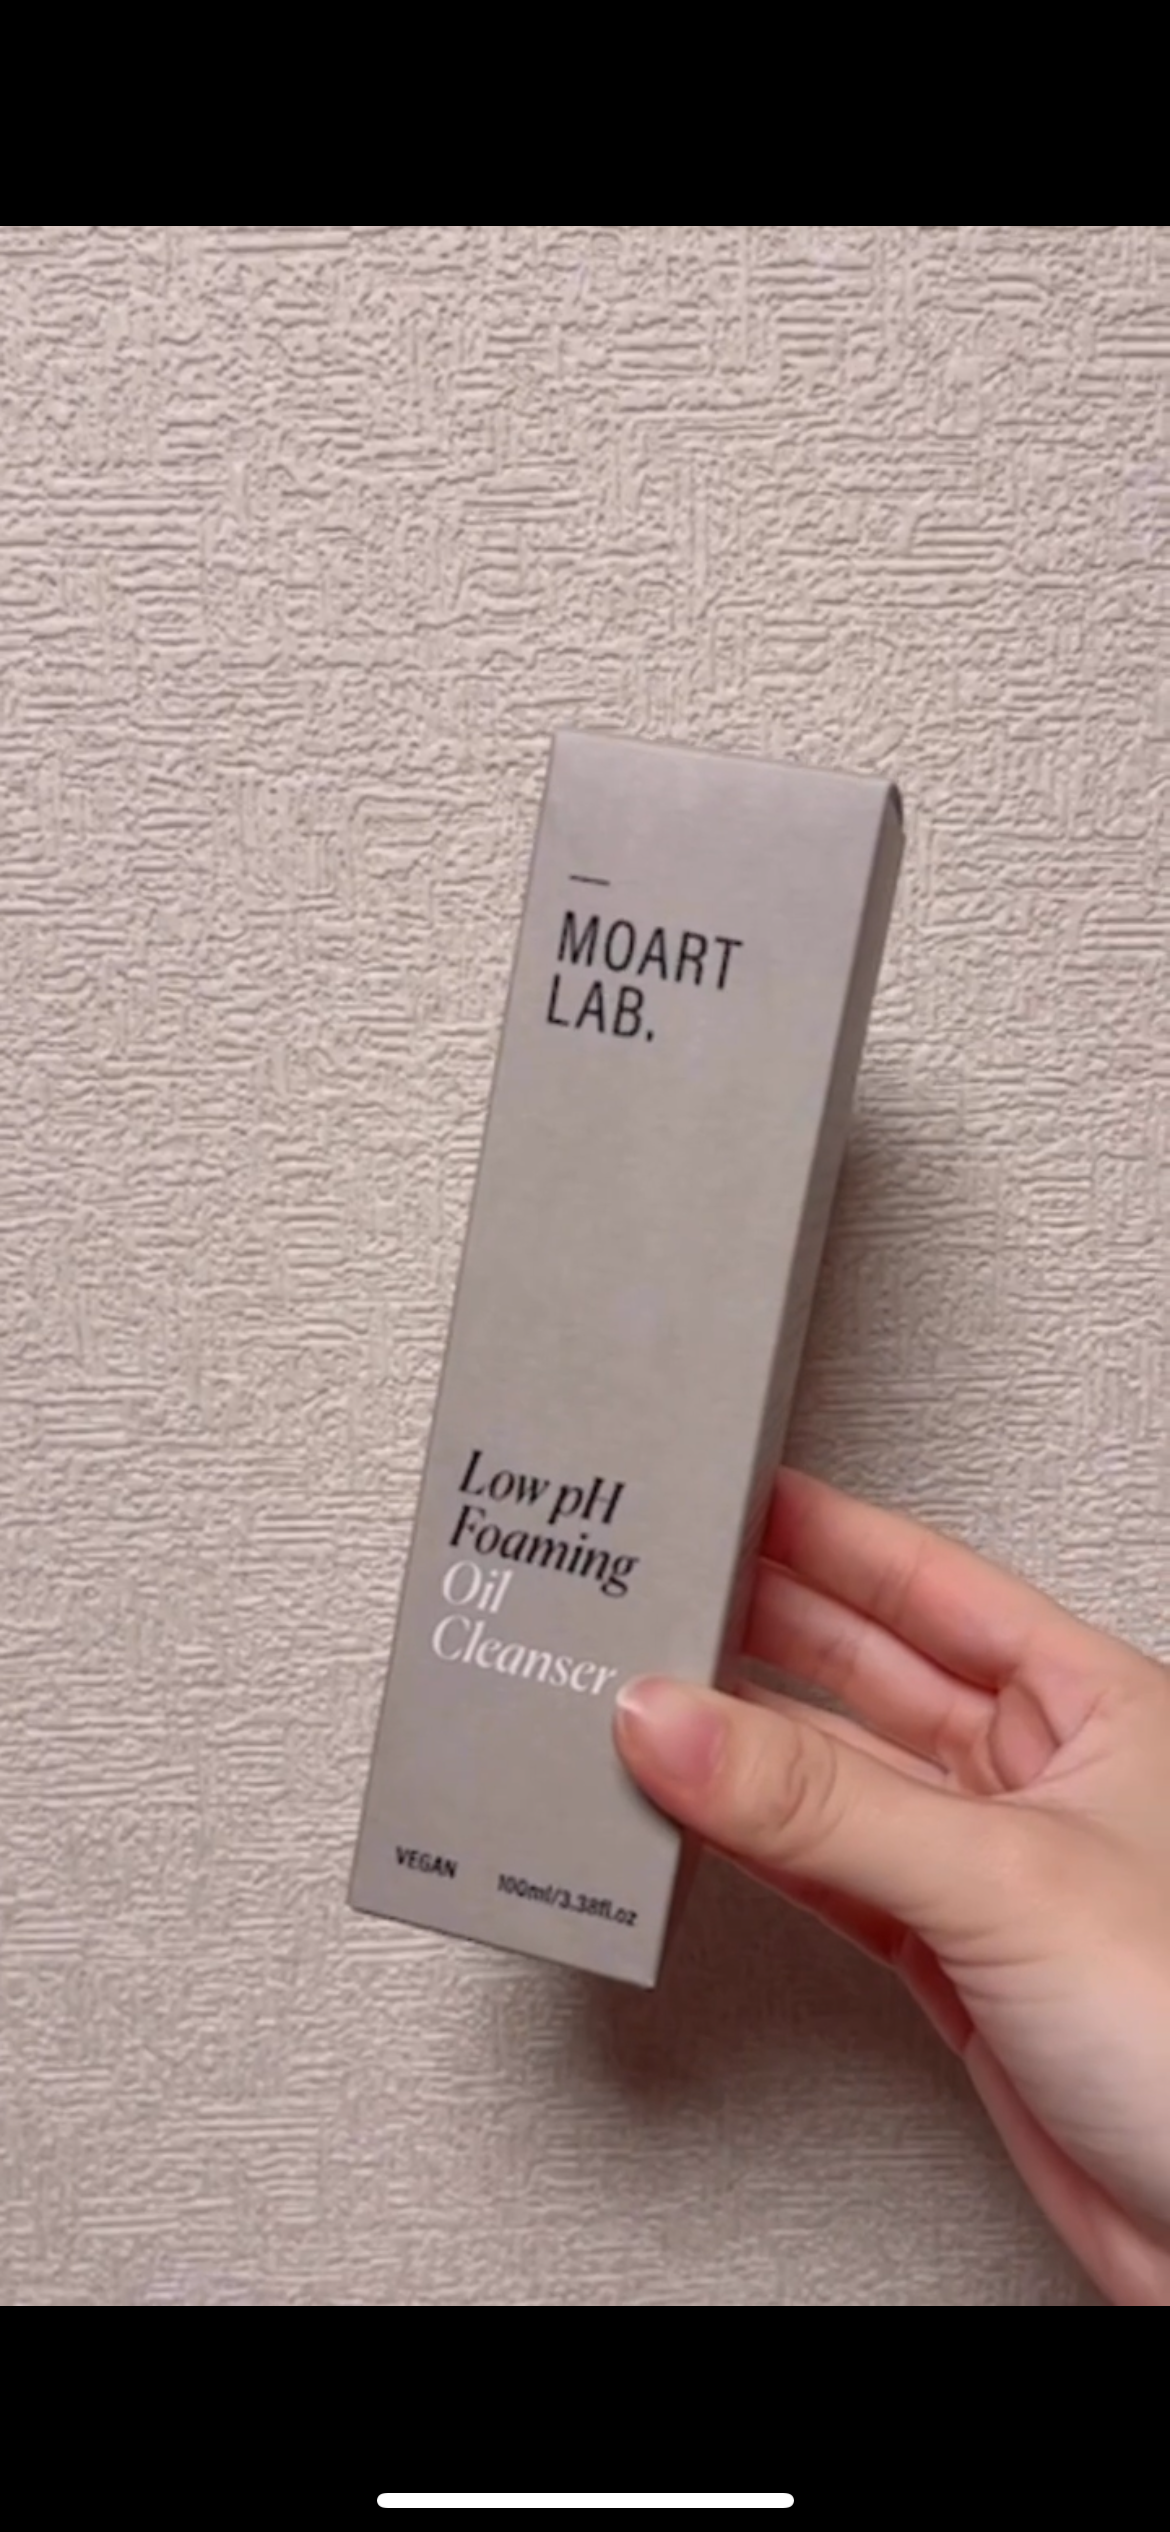 MOART
LAB.
Low pH
Foaming
Oil
Cleanser
VEGAN 100ml/3.38fl.oz